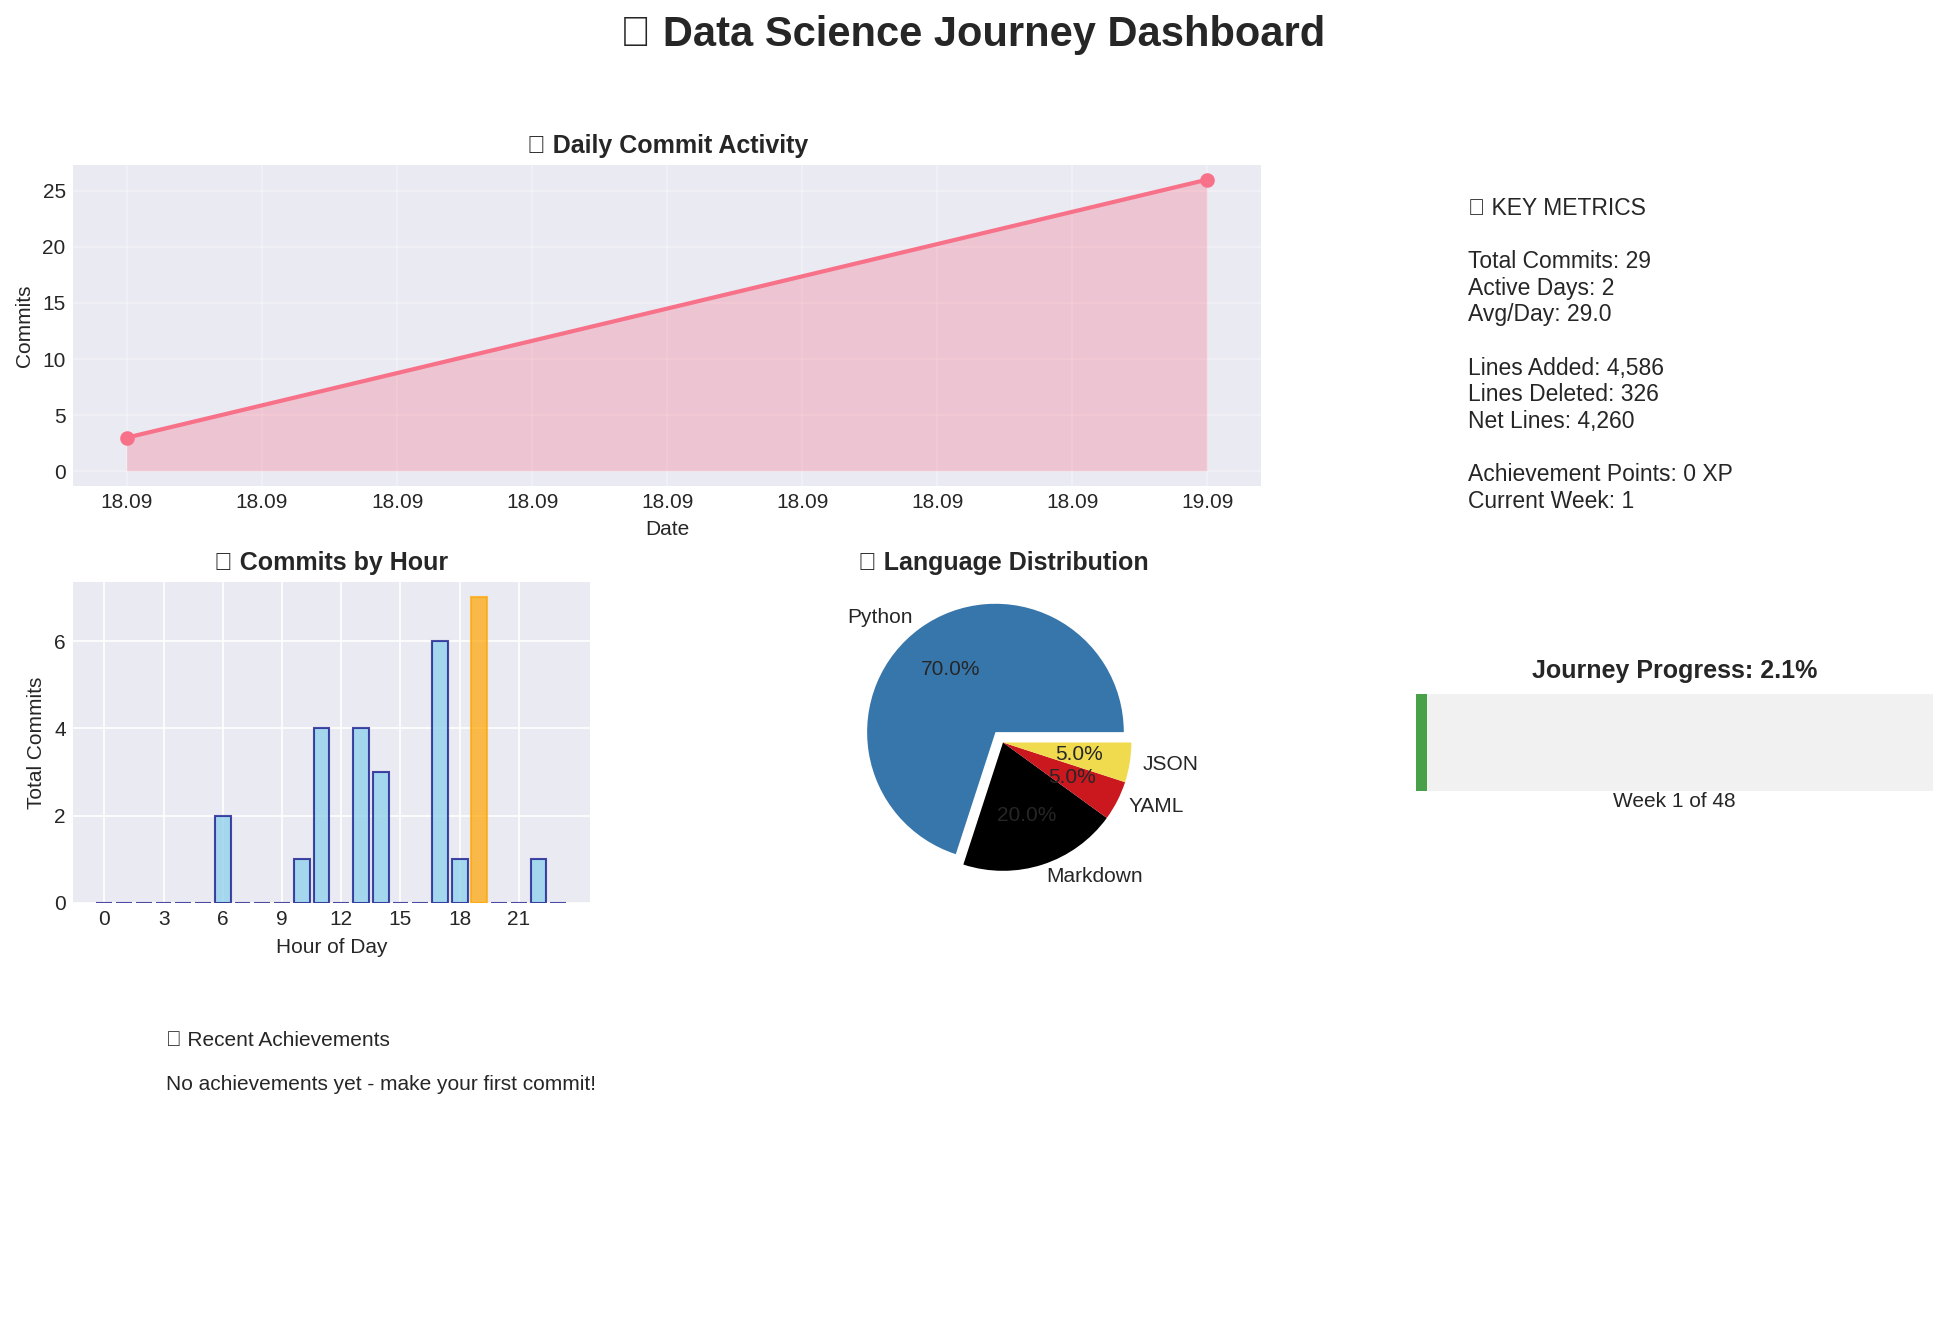 ▯ Data Science Journey Dashboard
▯ Daily Commit Activity
25
20
15
10
5
0
Commits
18.09 18.09 18.09 18.09 18.09 18.09 18.09 18.09 19.09
Date
▯ KEY METRICS
Total Commits: 29
Active Days: 2
Avg/Day: 29.0
Lines Added: 4,586
Lines Deleted: 326
Net Lines: 4,260
Achievement Points: 0 XP
Current Week: 1
▯ Commits by Hour
6
4
2
0
Total Commits
0 3 6 9 12 15 18 21
Hour of Day
▯ Language Distribution
Python
70.0%
5.0%
JSON
5.0%
YAML
20.0%
Markdown
Journey Progress: 2.1%
Week 1 of 48
▯ Recent Achievements
No achievements yet - make your first commit!